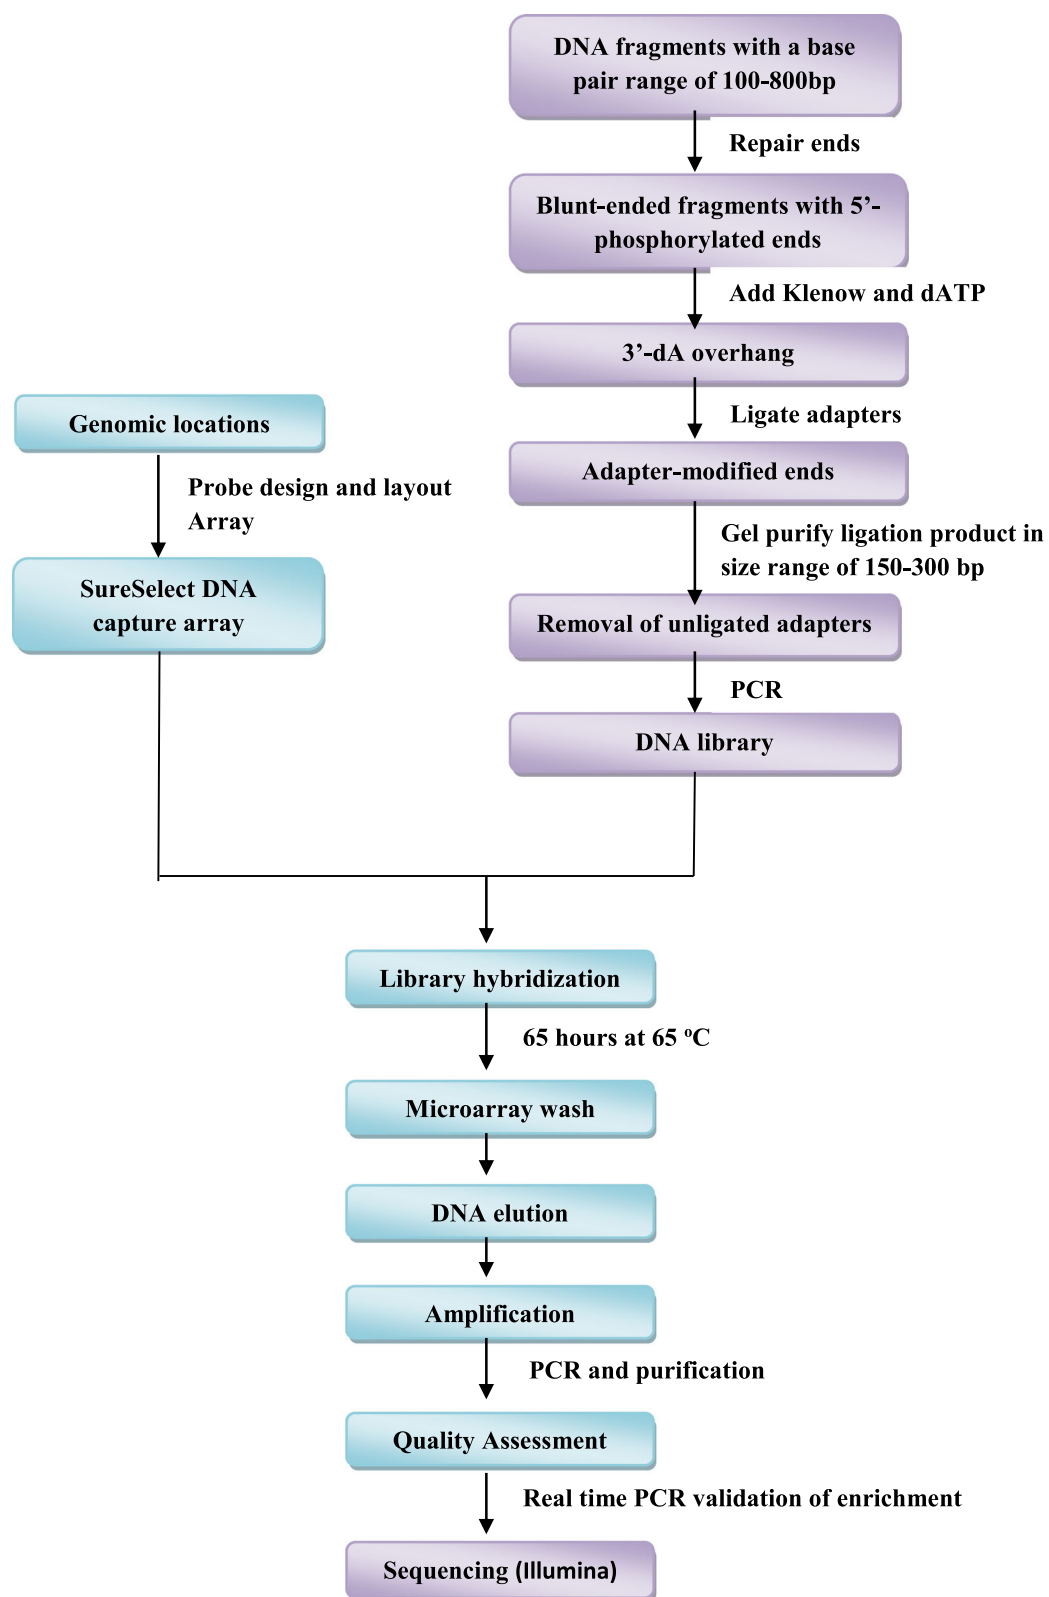 DNA fragments with a base
pair range of 100-800bp
Repair ends
Blunt-ended fragments with 5’-
phosphorylated ends
Add Klenow and dATP
3’-dA overhang
Ligate adapters
Adapter-modified ends
Gel purify ligation product in
size range of 150-300 bp
Removal of unligated adapters
PCR
DNA library
Genomic locations
Probe design and layout
Array
SureSelect DNA
capture array
Library hybridization
65 hours at 65 ºC
Microarray wash
DNA elution
Amplification
PCR and purification
Quality Assessment
Real time PCR validation of enrichment
Sequencing (Illumina)